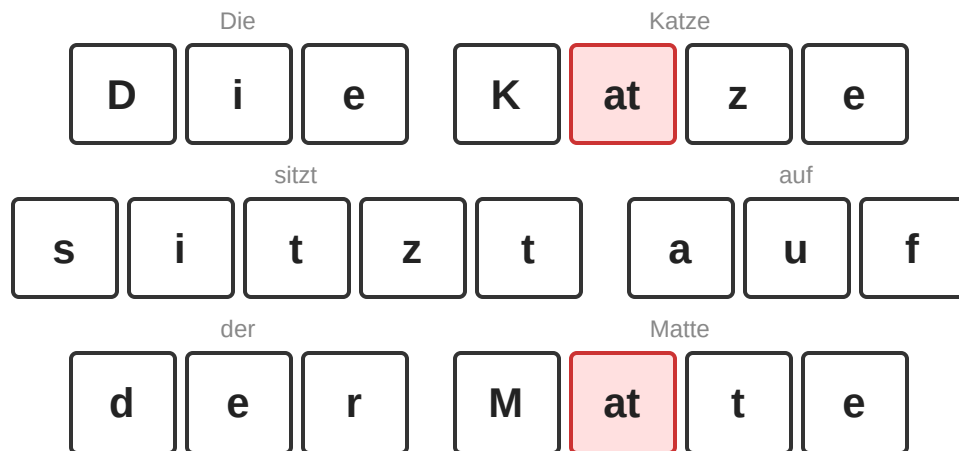 Die Katze
D i e K at z e
sitzt auf
s i t z t a u f
der Matte
d e r M at t e